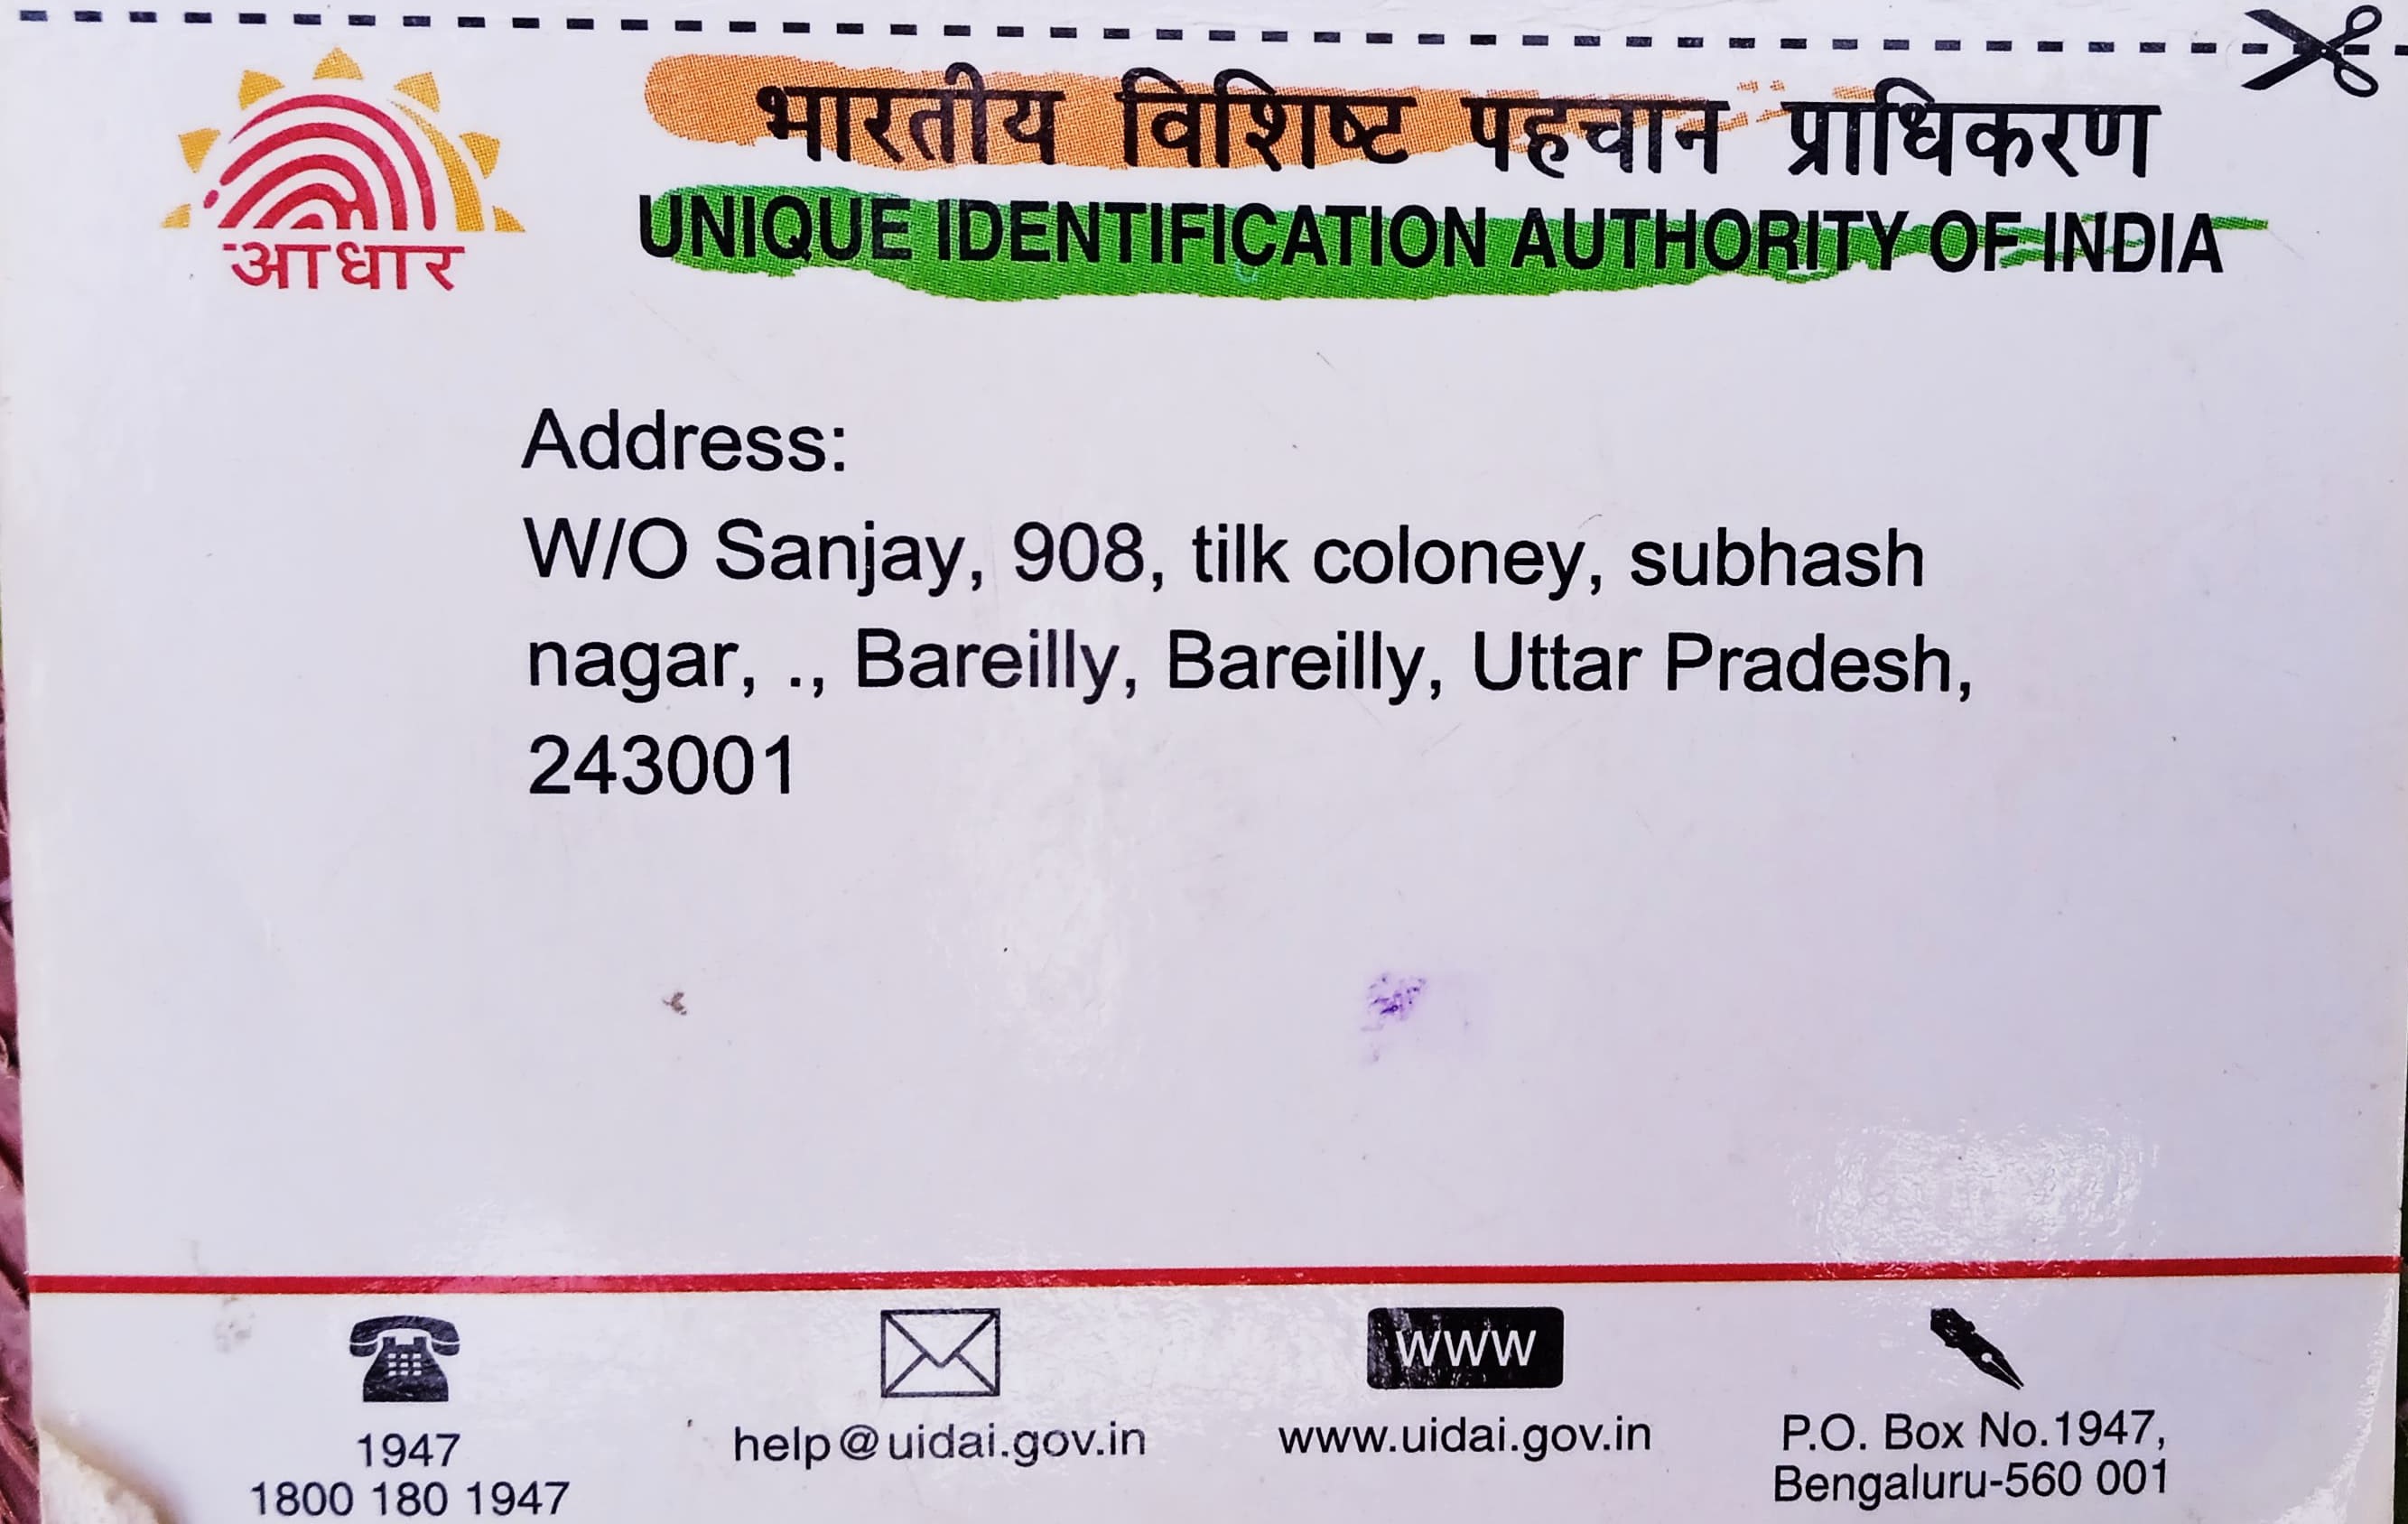 भारतीय विशिष्ट पहचान प्राधिकरण
UNIQUE IDENTIFICATION AUTHORITY OF INDIA
आधार
Address:
W/O Sanjay, 908, tilk coloney, subhash
nagar, ., Bareilly, Bareilly, Uttar Pradesh,
243001
1947
1800 180 1947
help@uidai.gov.in
www
www.uidai.gov.in
P.O. Box No.1947,
Bengaluru-560 001